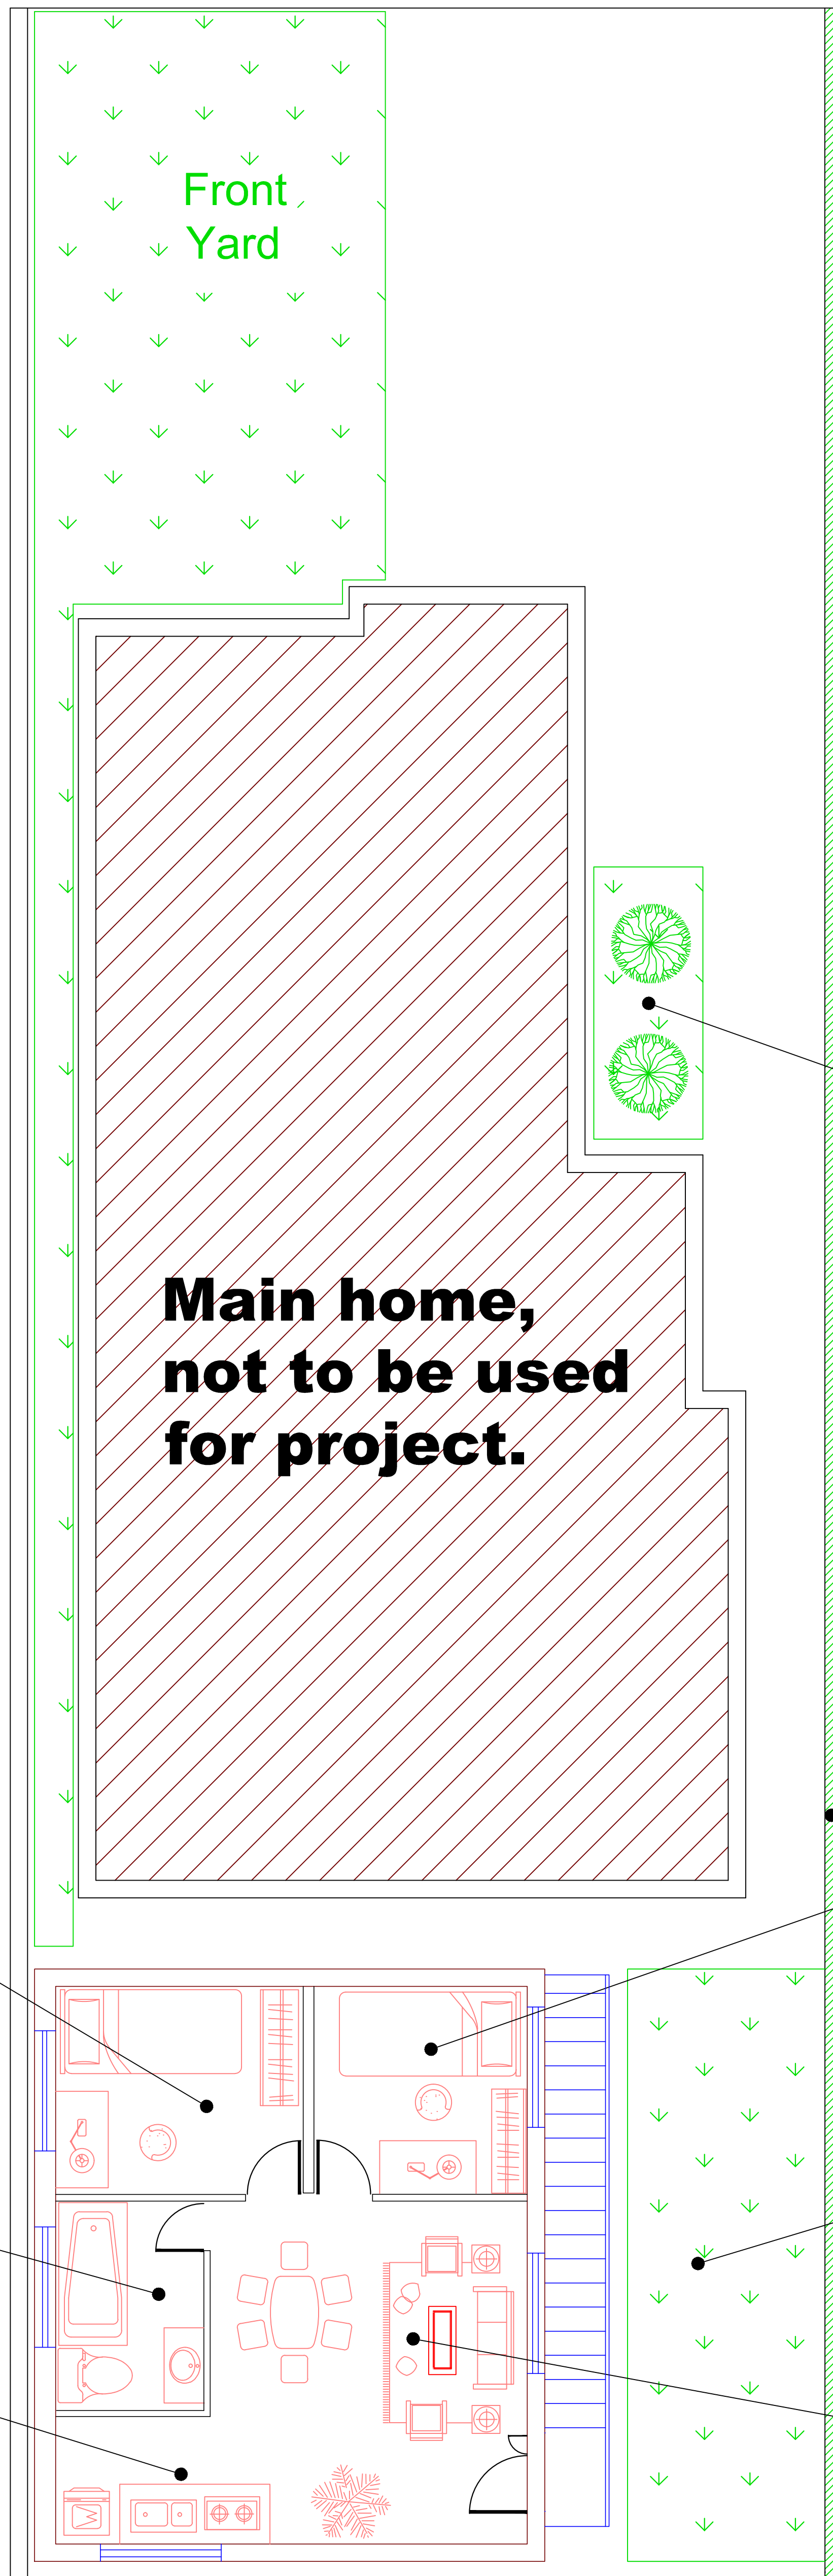 Front
Yard
Main home,
not to be used
for project.